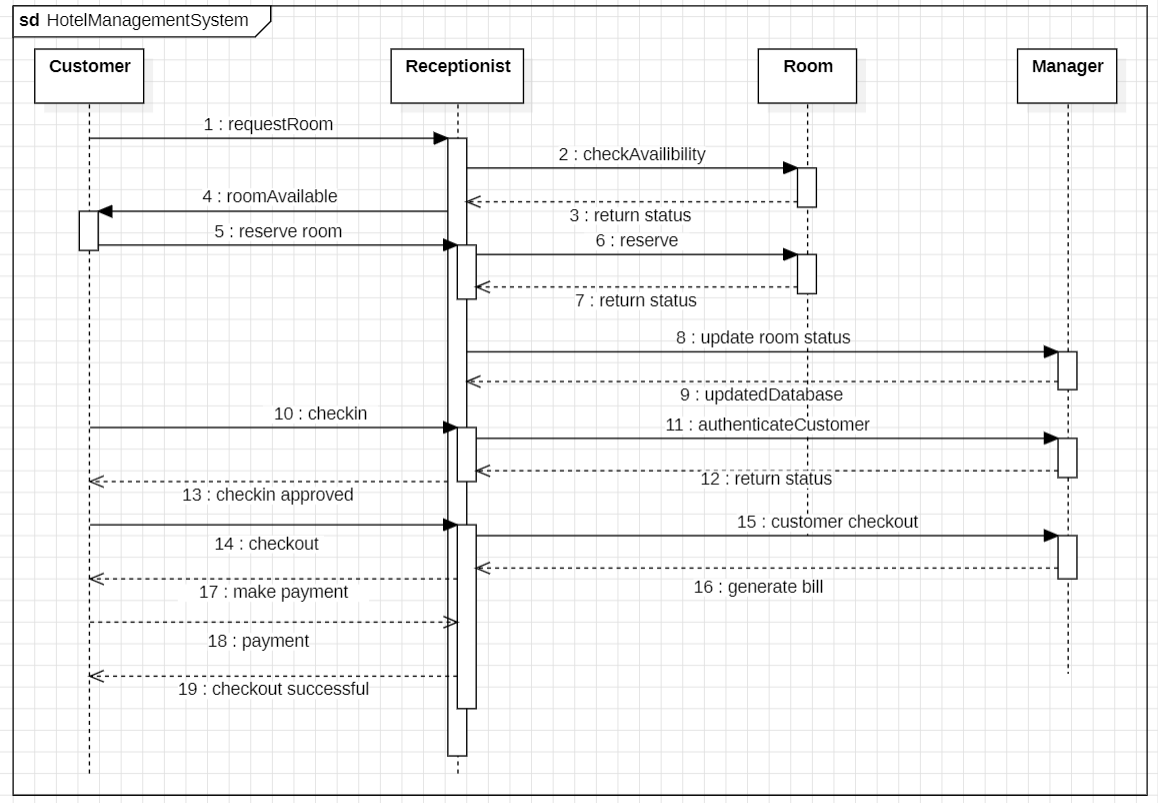 sd HotelManagementSystem
Customer
Receptionist
Room
Manager
1 : requestRoom
2 : checkAvailibility
3 : return status
4 : roomAvailable
5 : reserve room
6 : reserve
7 : return status
8 : update room status
9 : updatedDatabase
10 : checkin
11 : authenticateCustomer
12 : return status
13 : checkin approved
14 : checkout
15 : customer checkout
16 : generate bill
17 : make payment
18 : payment
19 : checkout successful